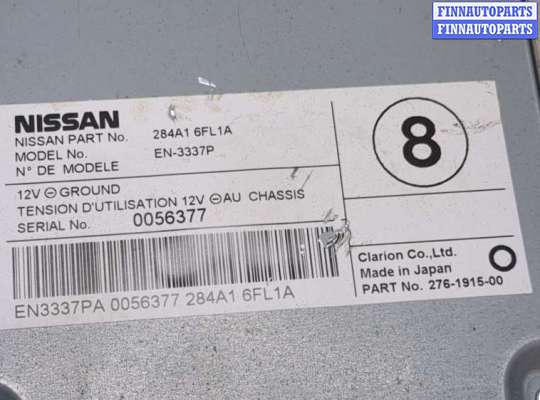 FINNAUTOPARTS
FINNAUTOPARTS
NISSAN
NISSAN PART No. 284A1 6FL1A
MODEL No. EN-3337P
N° DE MODELE
12V ⊖ GROUND
TENSION D'UTILISATION 12V ⊖ AU CHASSIS
SERIAL No. 0056377
EN3337PA 0056377 284A1 6FL1A
8
Clarion Co.,Ltd.
Made in Japan
PART No. 276-1915-00